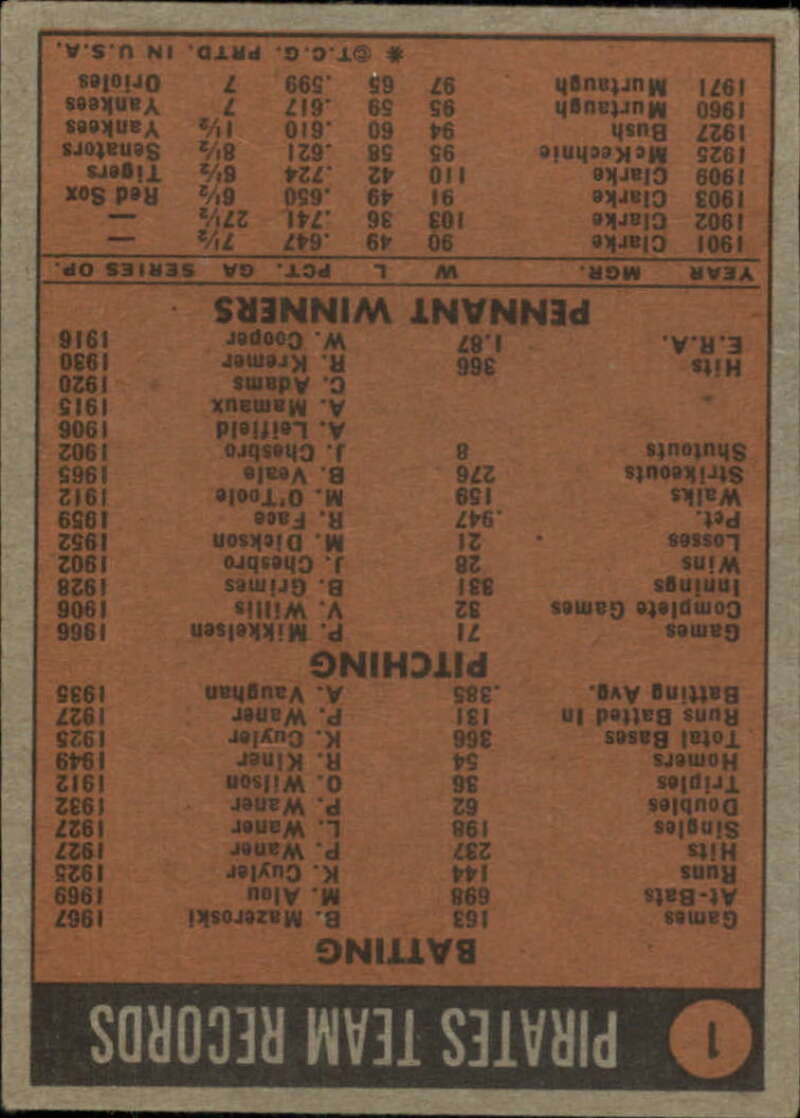 1 PIRATES TEAM RECORDS
BATTING
Games 163 B. Mazeroski 1967
At-Bats 698 M. Alou 1969
Runs 144 K. Cuyler 1925
Hits 237 P. Waner 1927
Singles 198 L. Waner 1927
Doubles 62 P. Waner 1932
Triples 36 O. Wilson 1912
Homers 54 R. Kiner 1949
Total Bases 366 K. Cuyler 1925
Runs Batted In 131 P. Waner 1927
Batting Avg. .385 A. Vaughan 1935
PITCHING
Games 71 P. Mikkelsen 1966
Complete Games 32 V. Willis 1906
Innings 331 B. Grimes 1928
Wins 28 J. Chesbro 1902
Losses 21 M. Dickson 1952
Pct. .947 R. Face 1959
Walks 159 M. O'Toole 1912
Strikeouts 276 B. Veale 1965
Shutouts 8 J. Chesbro 1902
A. Leifield 1906
A. Mamaux 1915
C. Adams 1920
Hits 366 R. Kremer 1930
E.R.A. 1.87 W. Cooper 1916
PENNANT WINNERS
YEAR MGR. W L PCT. GA SERIES OP.
1901 Clarke 90 49 .647 7½ —
1902 Clarke 103 36 .741 27½ —
1903 Clarke 91 49 .650 6½ Red Sox
1909 Clarke 110 42 .724 6½ Tigers
1925 McKechnie 95 58 .621 8½ Senators
1927 Bush 94 60 .610 1½ Yankees
1960 Murtaugh 95 59 .617 7 Yankees
1971 Murtaugh 97 65 .599 7 Orioles
* ©T.C.G. PRTD. IN U.S.A.